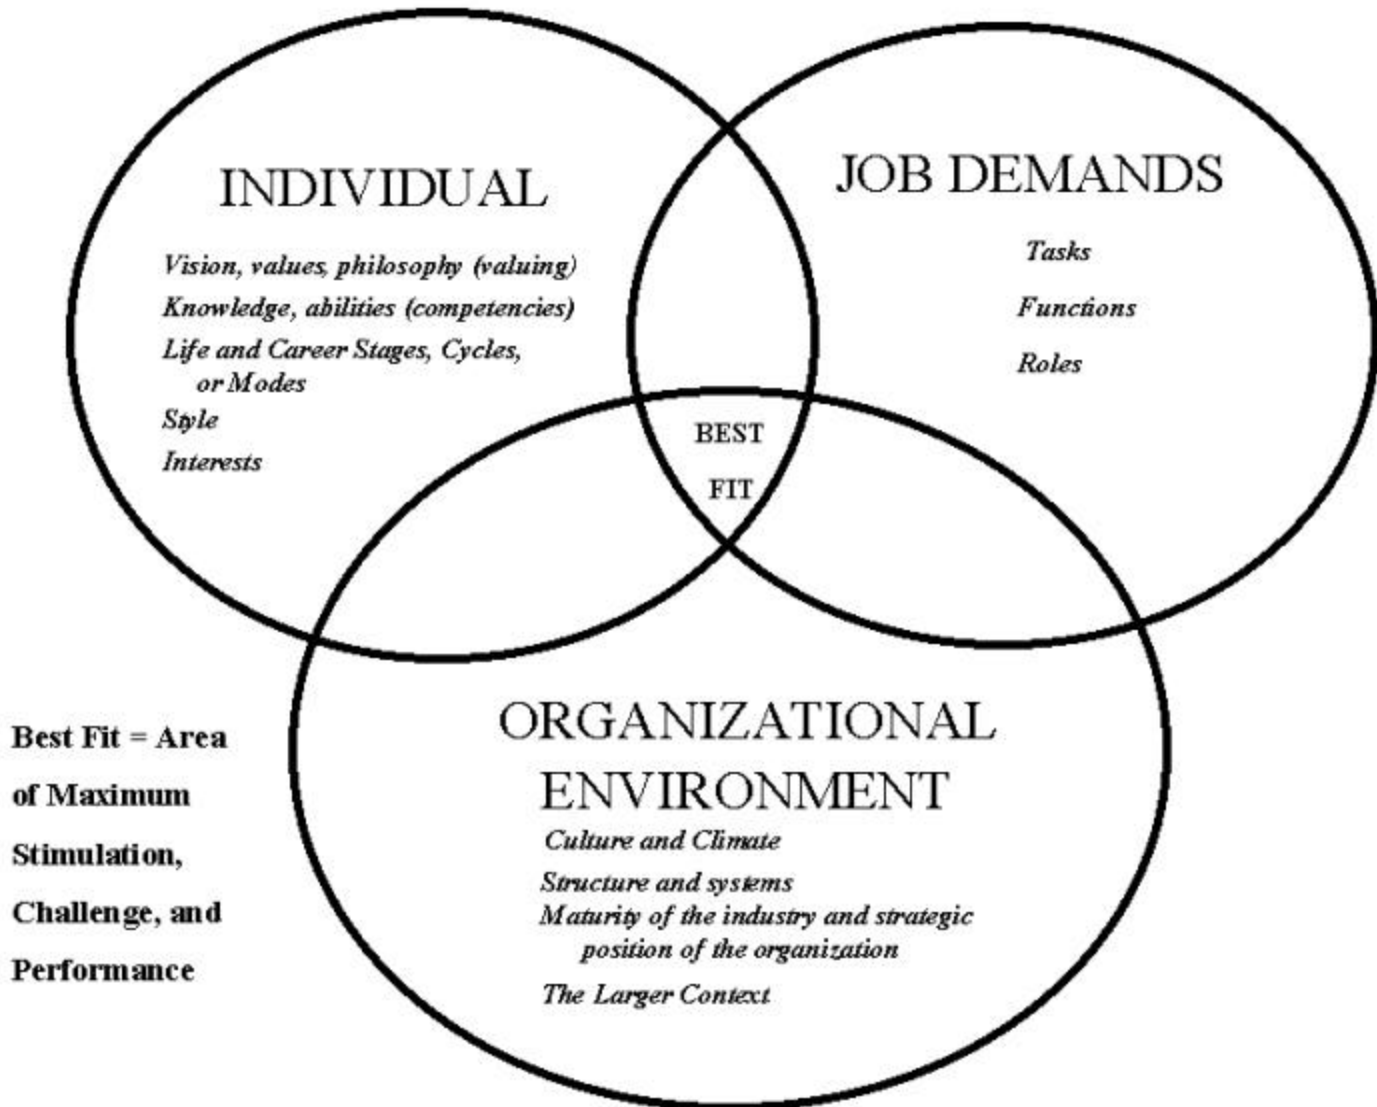 INDIVIDUAL
Vision, values, philosophy (valuing)
Knowledge, abilities (competencies)
Life and Career Stages, Cycles,
or Modes
Style
Interests
JOB DEMANDS
Tasks
Functions
Roles
BEST
FIT
ORGANIZATIONAL
ENVIRONMENT
Culture and Climate
Structure and systems
Maturity of the industry and strategic
position of the organization
The Larger Context
Best Fit = Area
of Maximum
Stimulation,
Challenge, and
Performance